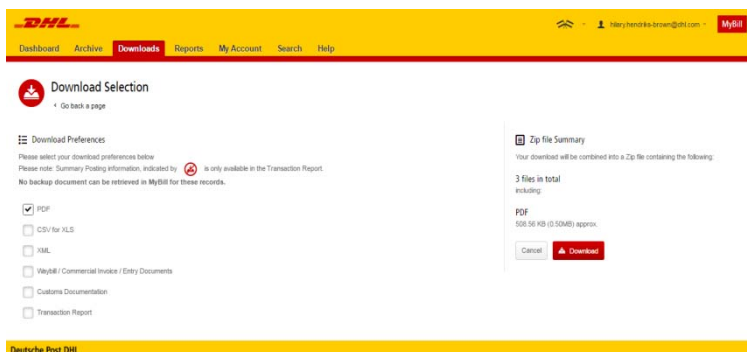 DHL
hilary.hendriks-brown@dhl.com
MyBill
Dashboard Archive Downloads Reports My Account Search Help
Download Selection
Go back a page
Download Preferences
Please select your download preferences below
Please note: Summary Posting information, indicated by is only available in the Transaction Report.
No backup document can be retrieved in MyBill for these records.
PDF
CSV for XLS
XML
Waybill / Commercial Invoice / Entry Documents
Customs Documentation
Transaction Report
Zip file Summary
Your download will be combined into a Zip file containing the following:
3 files in total
including:
PDF
506.56 KB (0.50MB) approx.
Cancel Download
Deutsche Post DHL